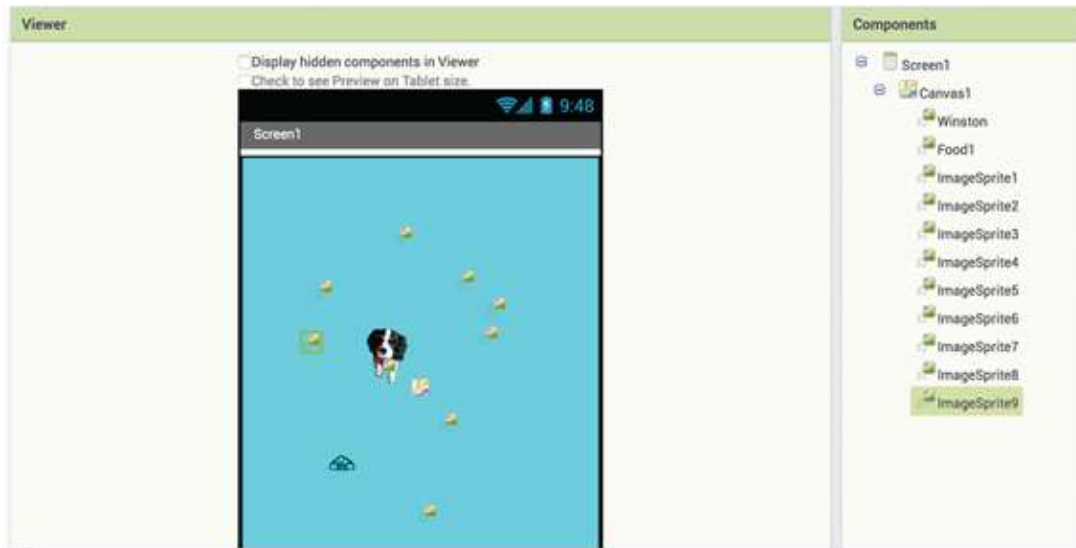 Viewer
Display hidden components in Viewer
Check to see Preview on Tablet size.
9:48
Screen1
Components
Screen1
Canvas1
Winston
Food1
ImageSprite1
ImageSprite2
ImageSprite3
ImageSprite4
ImageSprite5
ImageSprite6
ImageSprite7
ImageSprite8
ImageSprite9